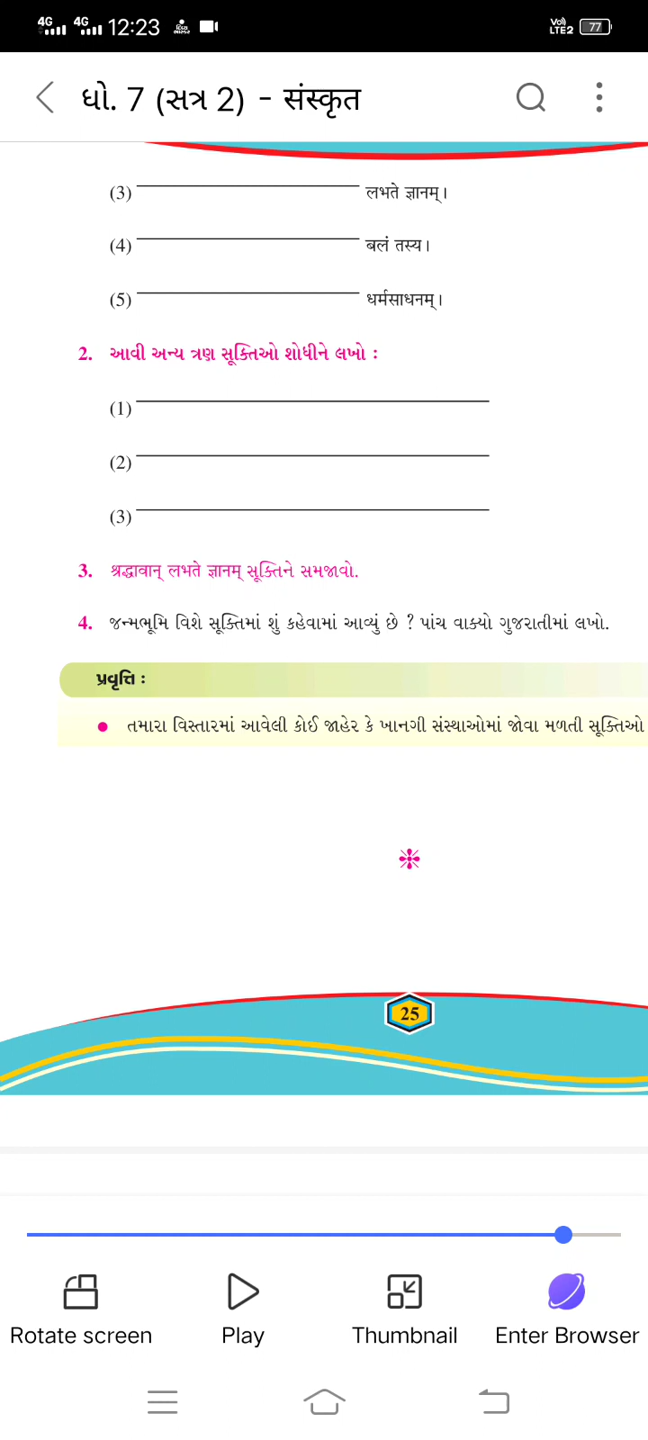 4G 4G 12:23 Vo) LTE2 77
ધો. 7 (સત્ર 2) - संस्कृत
(3) लभते ज्ञानम्।
(4) बलं तस्य।
(5) धर्मसाधनम्।
2. આવી અન્ય ત્રણ સૂક્તિઓ શોધીને લખો :
(1)
(2)
(3)
3. श्रद्धावान् लभते ज्ञानम् સૂક્તિને સમજાવો.
4. જન્મભૂમિ વિશે સૂક્તિમાં શું કહેવામાં આવ્યું છે ? પાંચ વાક્યો ગુજરાતીમાં લખો.
પ્રવૃત્તિ :
• તમારા વિસ્તારમાં આવેલી કોઈ જાહેર કે ખાનગી સંસ્થાઓમાં જોવા મળતી સૂક્તિઓ
25
Rotate screen Play Thumbnail Enter Browser